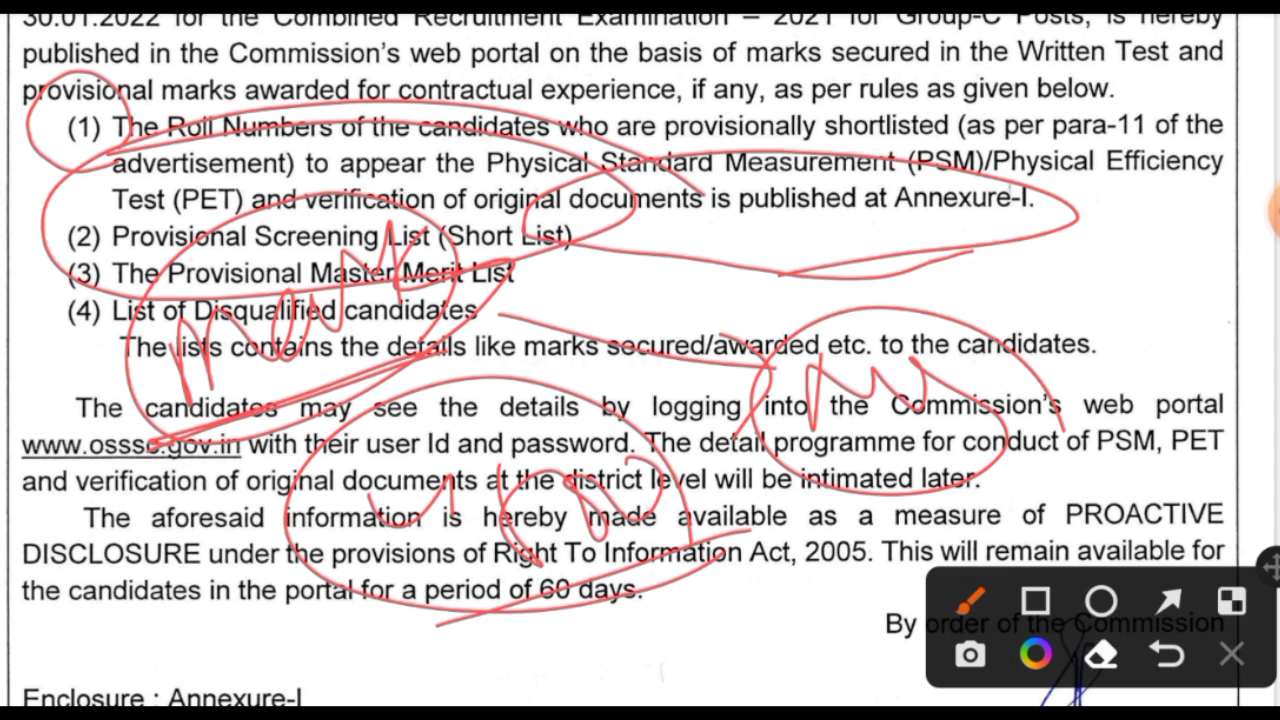 30.01.2022 for the Combined Recruitment Examination – 2021 for Group-C Posts, is hereby
published in the Commission's web portal on the basis of marks secured in the Written Test and
provisional marks awarded for contractual experience, if any, as per rules as given below.
(1) The Roll Numbers of the candidates who are provisionally shortlisted (as per para-11 of the
advertisement) to appear the Physical Standard Measurement (PSM)/Physical Efficiency
Test (PET) and verification of original documents is published at Annexure-I.
(2) Provisional Screening List (Short List)
(3) The Provisional Master Merit List
(4) List of Disqualified candidates
The lists contains the details like marks secured/awarded etc. to the candidates.
mark
The candidates may see the details by logging into the Commission's web portal
www.osssc.gov.in with their user Id and password. The detail programme for conduct of PSM, PET
and verification of original documents at the district level will be intimated later.
The aforesaid information is hereby made available as a measure of PROACTIVE
DISCLOSURE under the provisions of Right To Information Act, 2005. This will remain available for
the candidates in the portal for a period of 60 days.
By order of the Commission
Enclosure : Annexure-I